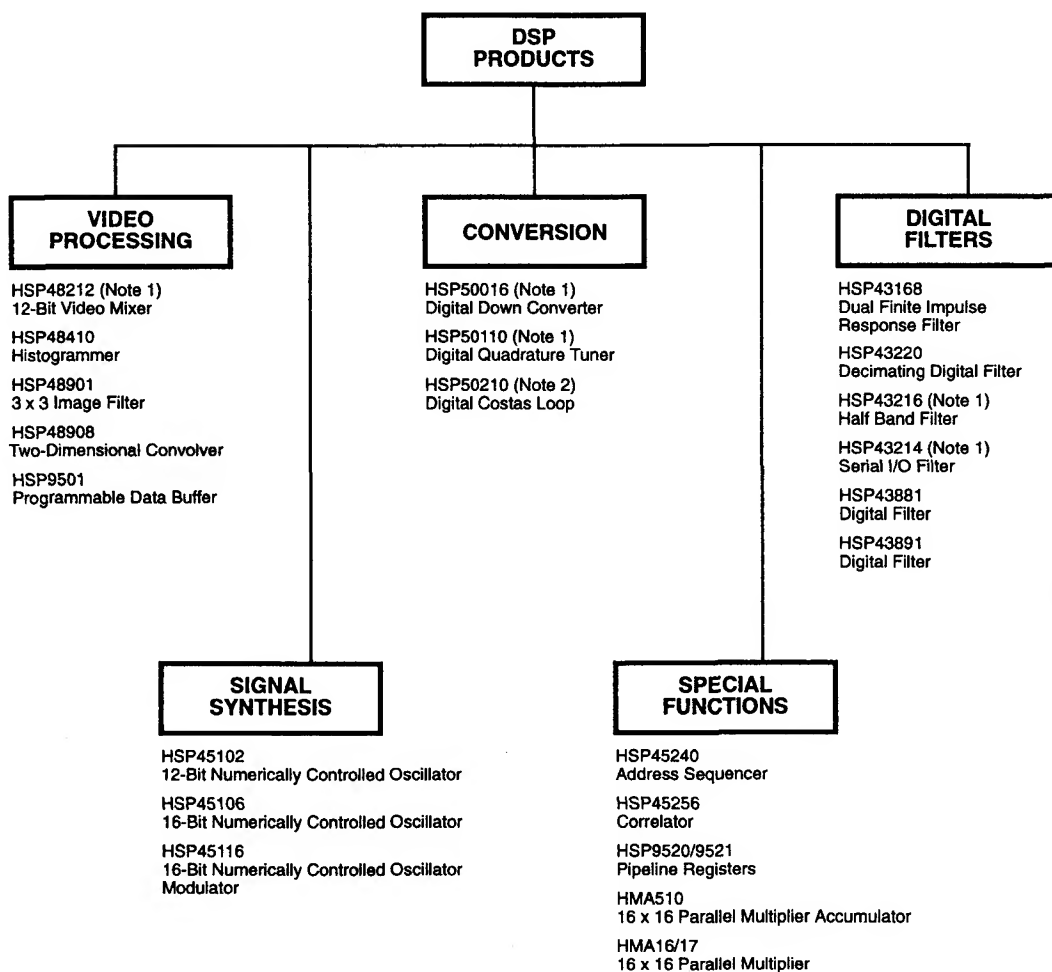 DSP
PRODUCTS
VIDEO
PROCESSING
HSP48212 (Note 1)
12-Bit Video Mixer
HSP48410
Histogrammer
HSP48901
3 x 3 Image Filter
HSP48908
Two-Dimensional Convolver
HSP9501
Programmable Data Buffer
CONVERSION
HSP50016 (Note 1)
Digital Down Converter
HSP50110 (Note 1)
Digital Quadrature Tuner
HSP50210 (Note 2)
Digital Costas Loop
DIGITAL
FILTERS
HSP43168
Dual Finite Impulse
Response Filter
HSP43220
Decimating Digital Filter
HSP43216 (Note 1)
Half Band Filter
HSP43214 (Note 1)
Serial I/O Filter
HSP43881
Digital Filter
HSP43891
Digital Filter
SIGNAL
SYNTHESIS
HSP45102
12-Bit Numerically Controlled Oscillator
HSP45106
16-Bit Numerically Controlled Oscillator
HSP45116
16-Bit Numerically Controlled Oscillator
Modulator
SPECIAL
FUNCTIONS
HSP45240
Address Sequencer
HSP45256
Correlator
HSP9520/9521
Pipeline Registers
HMA510
16 x 16 Parallel Multiplier Accumulator
HMA16/17
16 x 16 Parallel Multiplier